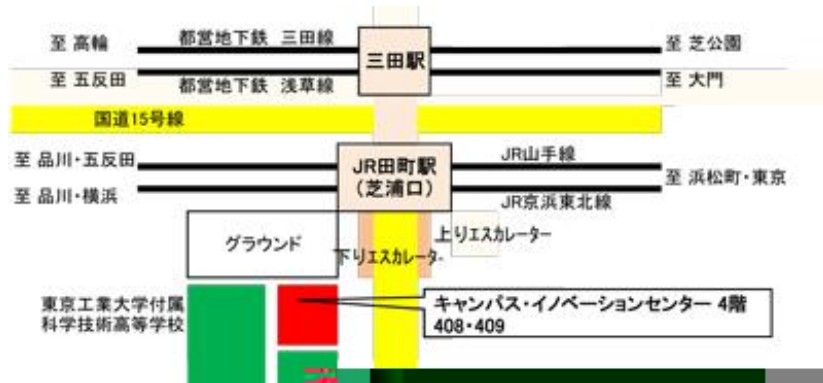 至 高輪
都営地下鉄 三田線
三田駅
至 芝公園
至 五反田
都営地下鉄 浅草線
至 大門
国道15号線
至 品川・五反田
JR田町駅
(芝浦口)
JR山手線
至 浜松町・東京
至 品川・横浜
JR京浜東北線
グラウンド
下りエスカレーター
上りエスカレーター
東京工業大学付属
科学技術高等学校
キャンパス・イノベーションセンター 4階
408・409